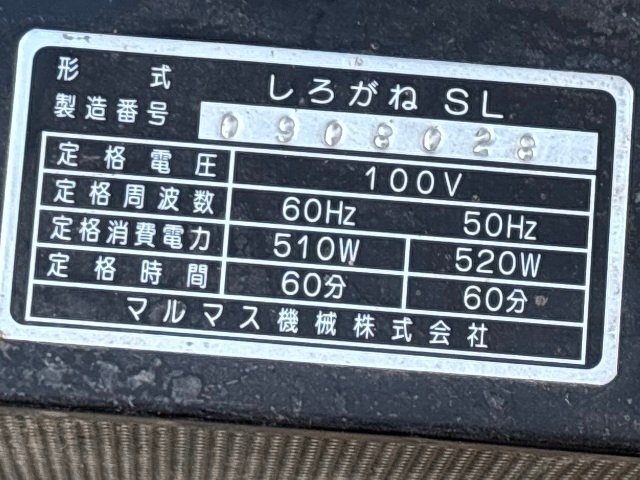 形式 しろがね SL
製造番号 0908028
定格電圧 100V
定格周波数 60Hz 50Hz
定格消費電力 510W 520W
定格時間 60分 60分
マルマス機械株式会社